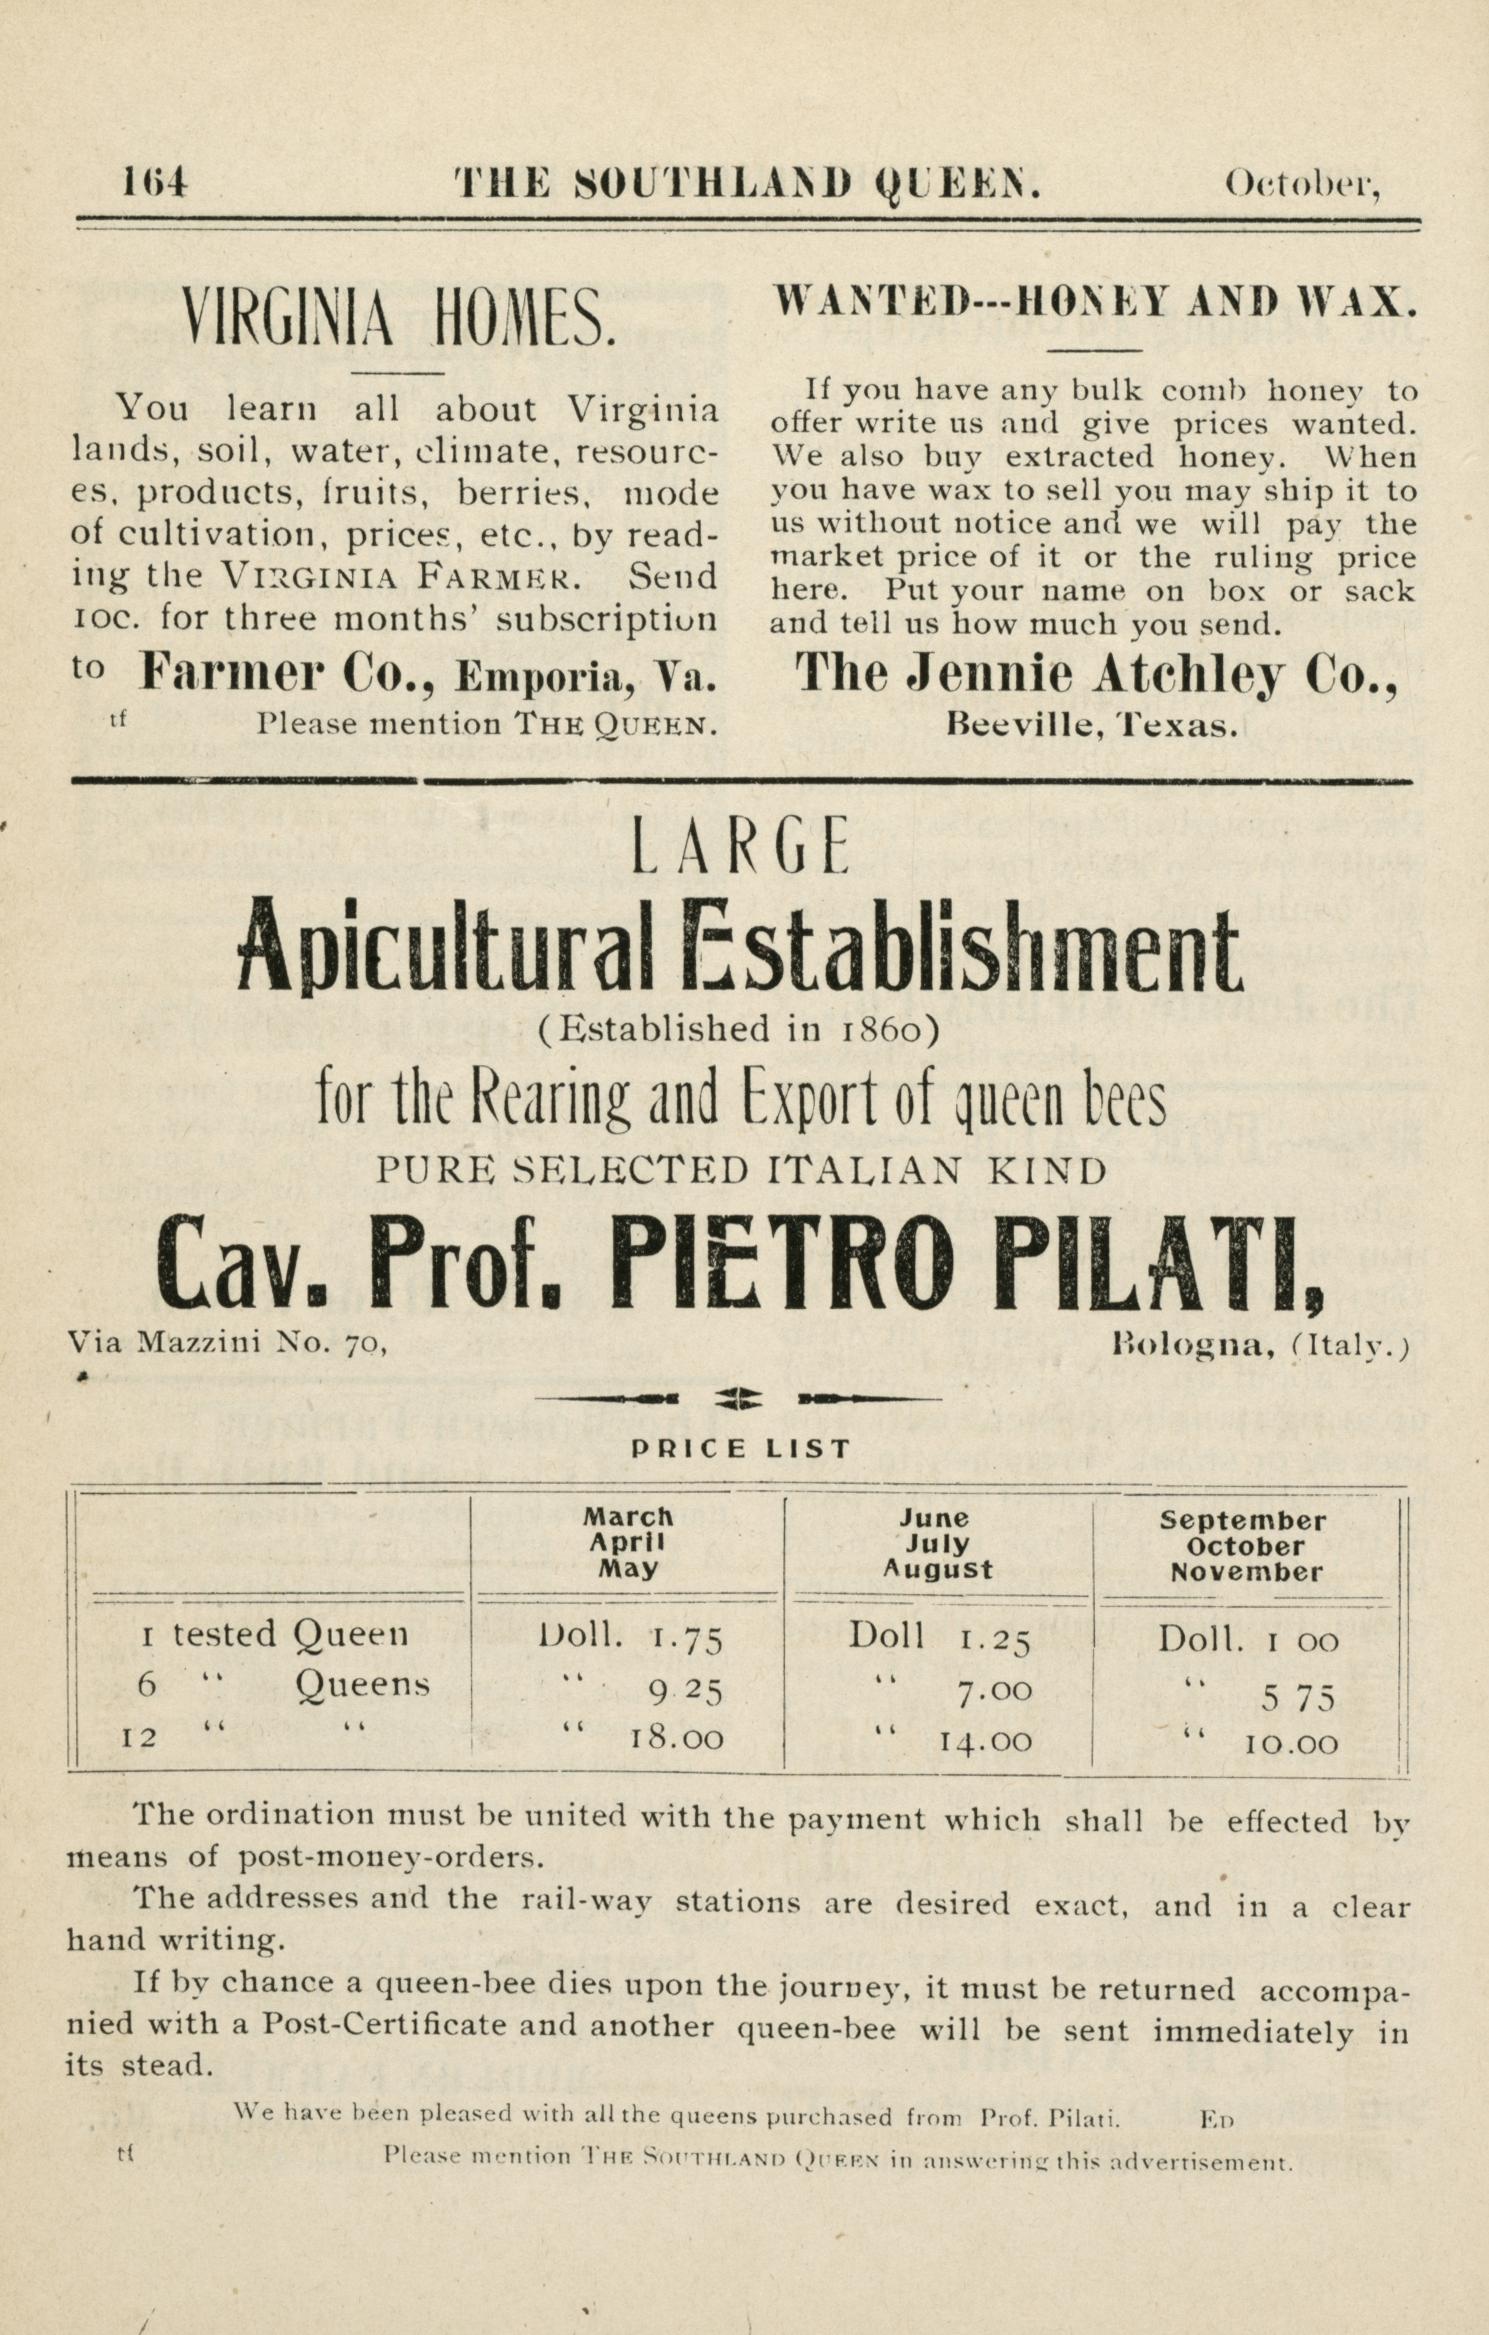 164 THE SOUTHLAND QUEEN. October,
VIRGINIA HOMES.
You learn all about Virginia
lands, soil, water, climate, resourc-
es, products, fruits, berries, mode
of cultivation, prices, etc., by read-
ing the VIRGINIA FARMER. Send
10c. for three months' subscription
to Farmer Co., Emporia, Va.
tf Please mention THE QUEEN.
WANTED---HONEY AND WAX.
If you have any bulk comb honey to
offer write us and give prices wanted.
We also buy extracted honey. When
you have wax to sell you may ship it to
us without notice and we will pay the
market price of it or the ruling price
here. Put your name on box or sack
and tell us how much you send.
The Jennie Atchley Co.,
Beeville, Texas.
LARGE
Apicultural Establishment
(Established in 1860)
for the Rearing and Export of queen bees
PURE SELECTED ITALIAN KIND
Cav. Prof. PIETRO PILATI,
Via Mazzini No. 70, Bologna, (Italy.)
PRICE LIST
March June September
April July October
May August November
1 tested Queen Doll. 1.75 Doll 1.25 Doll. 1 00
6 " Queens " 9.25 " 7.00 " 5 75
12 " " " 18.00 " 14.00 " 10.00
The ordination must be united with the payment which shall be effected by
means of post-money-orders.
The addresses and the rail-way stations are desired exact, and in a clear
hand writing.
If by chance a queen-bee dies upon the journey, it must be returned accompa-
nied with a Post-Certificate and another queen-bee will be sent immediately in
its stead.
We have been pleased with all the queens purchased from Prof. Pilati. ED
tf Please mention THE SOUTHLAND QUEEN in answering this advertisement.